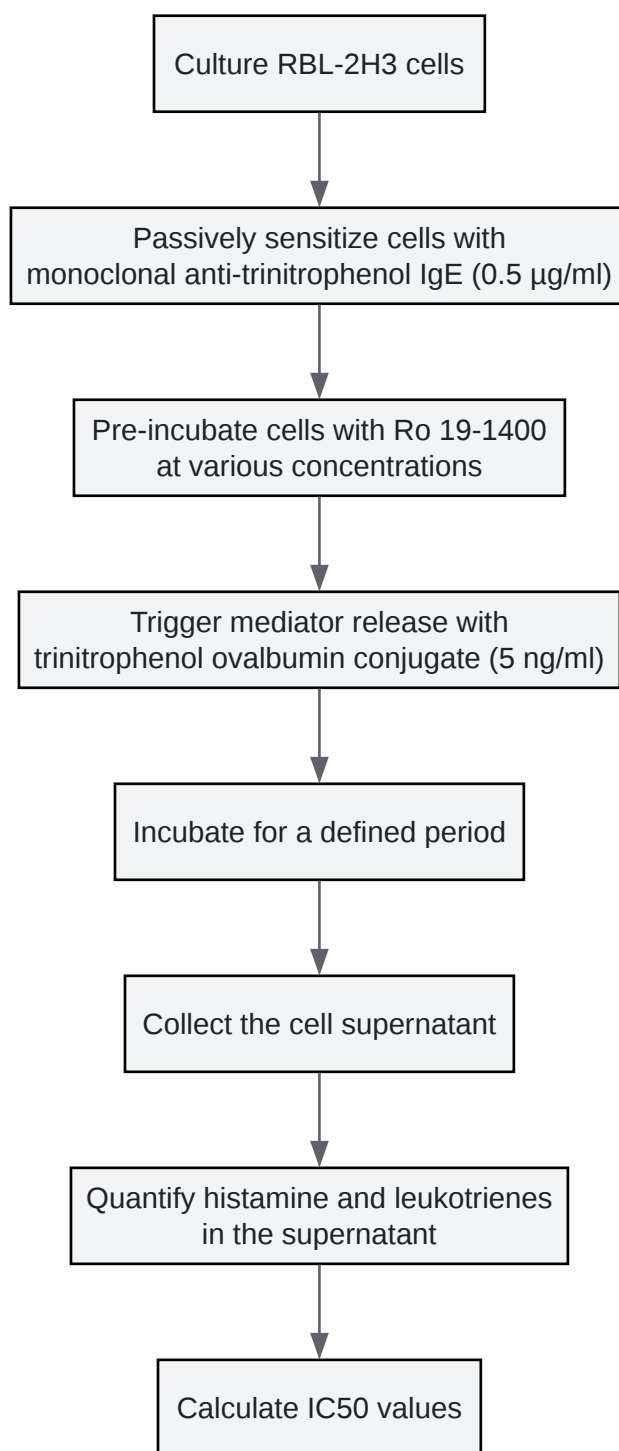 Culture RBL-2H3 cells
Passively sensitize cells with
monoclonal anti-trinitrophenol IgE (0.5 µg/ml)
Pre-incubate cells with Ro 19-1400
at various concentrations
Trigger mediator release with
trinitrophenol ovalbumin conjugate (5 ng/ml)
Incubate for a defined period
Collect the cell supernatant
Quantify histamine and leukotrienes
in the supernatant
Calculate IC50 values